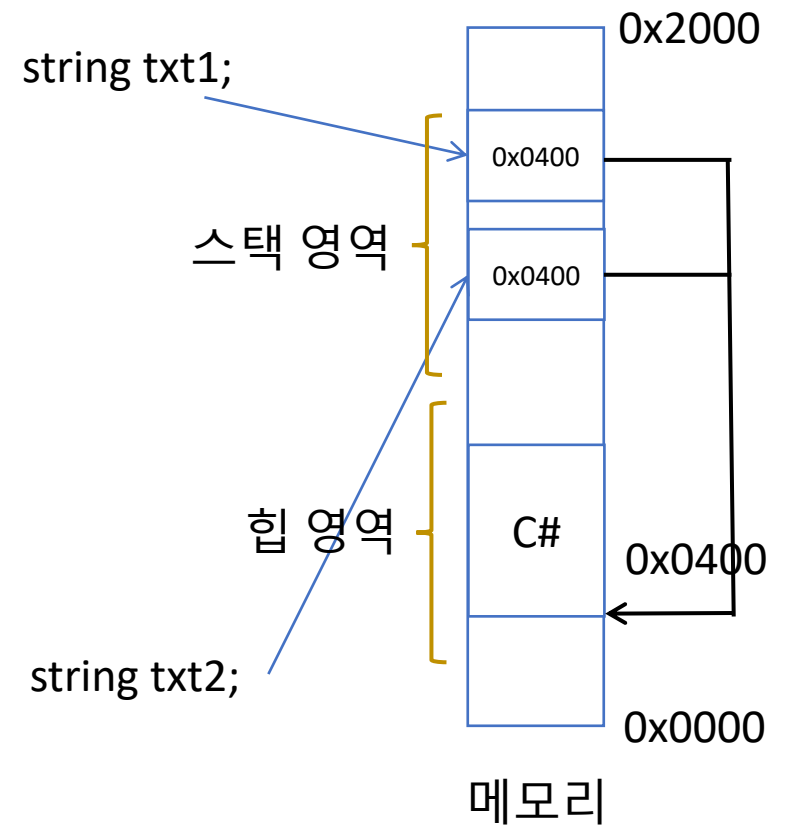 0x2000
string txt1;
0x0400
스택 영역
0x0400
힙 영역
C#
0x0400
string txt2;
0x0000
메모리